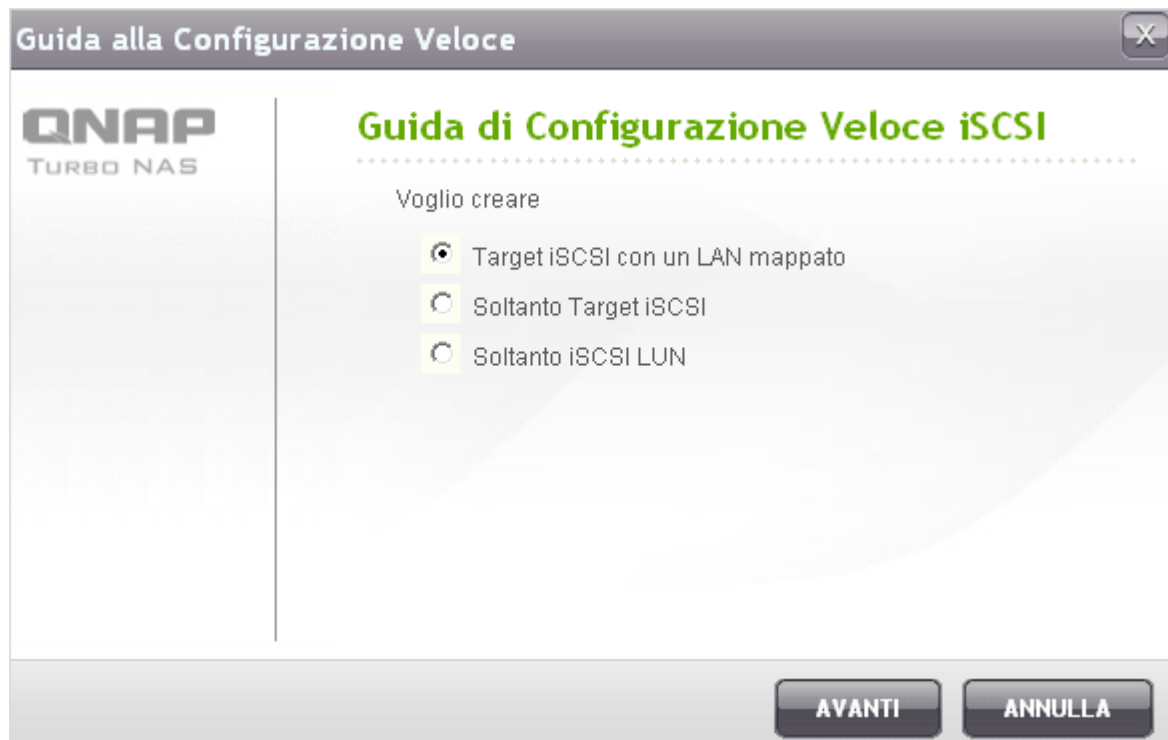 Guida alla Configurazione Veloce
X
QNAP
TURBO NAS
Guida di Configurazione Veloce iSCSI
Voglio creare
Target iSCSI con un LAN mappato
Soltanto Target iSCSI
Soltanto iSCSI LUN
AVANTI
ANNULLA